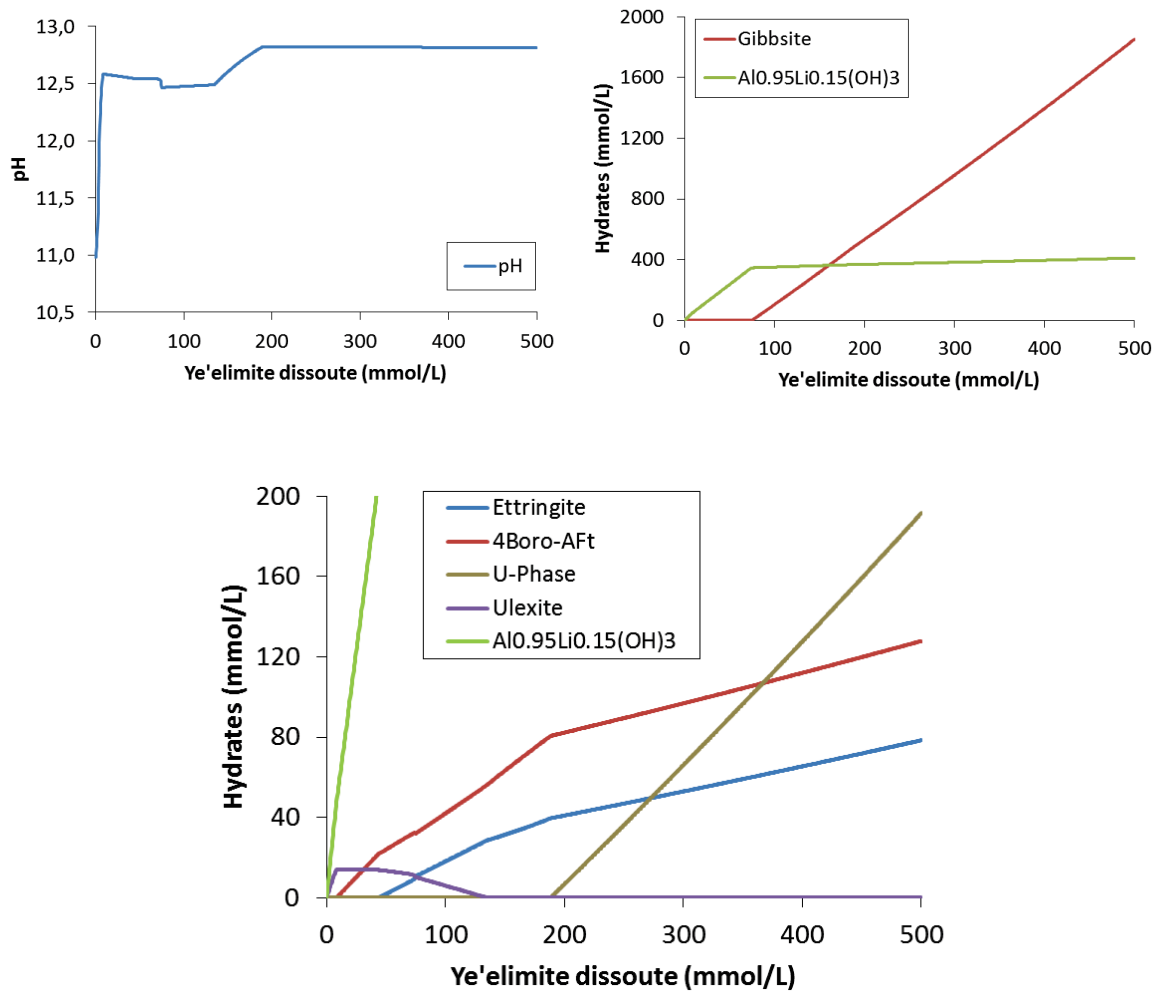 13,0
12,5
12,0
11,5
11,0
10,5
pH
0
100
200
300
400
500
Ye'elimite dissoute (mmol/L)
pH
2000
1600
1200
800
400
0
Hydrates (mmol/L)
0
100
200
300
400
500
Ye'elimite dissoute (mmol/L)
Gibbsite
Al0.95Li0.15(OH)3
200
160
120
80
40
0
Hydrates (mmol/L)
0
100
200
300
400
500
Ye'elimite dissoute (mmol/L)
Ettringite
4Boro-AFt
U-Phase
Ulexite
Al0.95Li0.15(OH)3